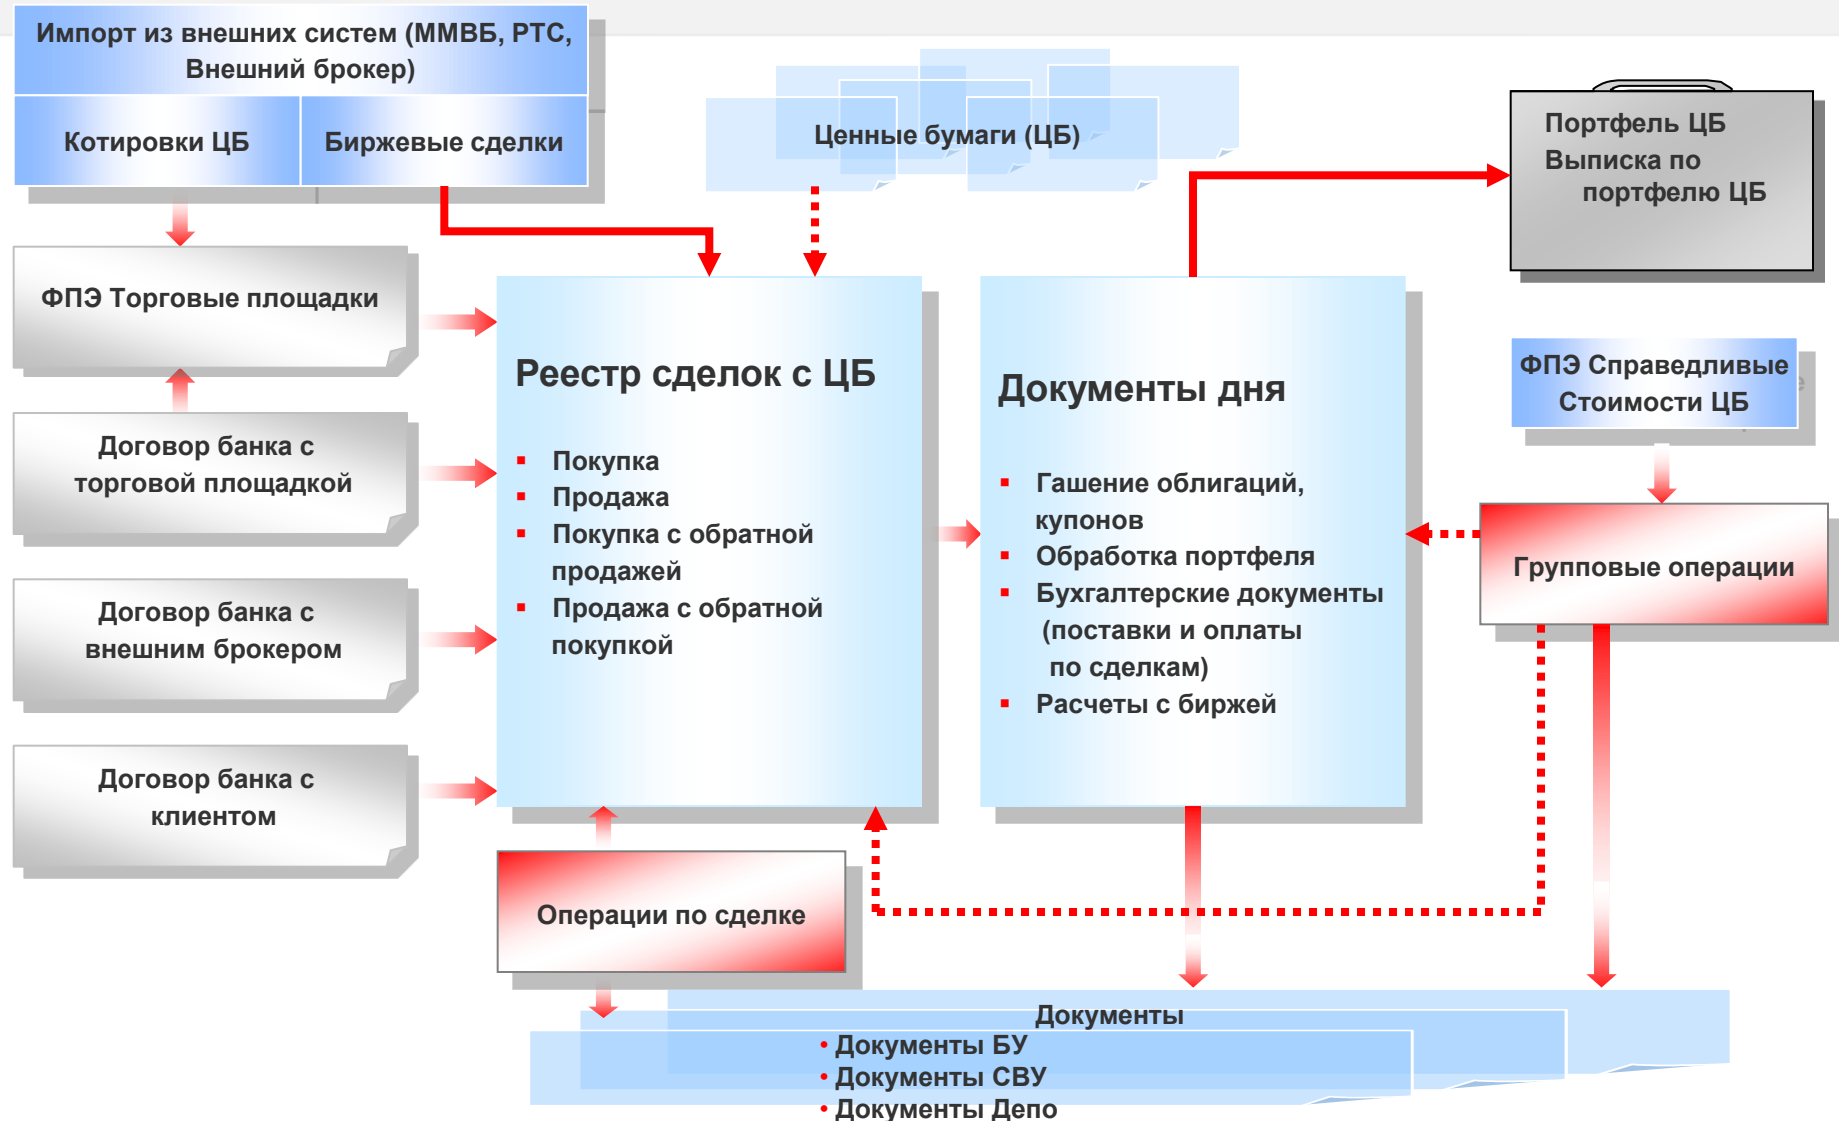 Импорт из внешних систем (ММВБ, РТС,
Внешний брокер)
Котировки ЦБ
Биржевые сделки
Ценные бумаги (ЦБ)
Портфель ЦБ
Выписка по
портфелю ЦБ
ФПЭ Торговые площадки
Договор банка с
торговой площадкой
Договор банка с
внешним брокером
Договор банка с
клиентом
Реестр сделок с ЦБ
▪ Покупка
▪ Продажа
▪ Покупка с обратной
продажей
▪ Продажа с обратной
покупкой
Документы дня
▪ Гашение облигаций,
купонов
▪ Обработка портфеля
▪ Бухгалтерские документы
(поставки и оплаты
по сделкам)
▪ Расчеты с биржей
ФПЭ Справедливые
Стоимости ЦБ
Групповые операции
Операции по сделке
Документы
• Документы БУ
• Документы СВУ
• Документы Депо